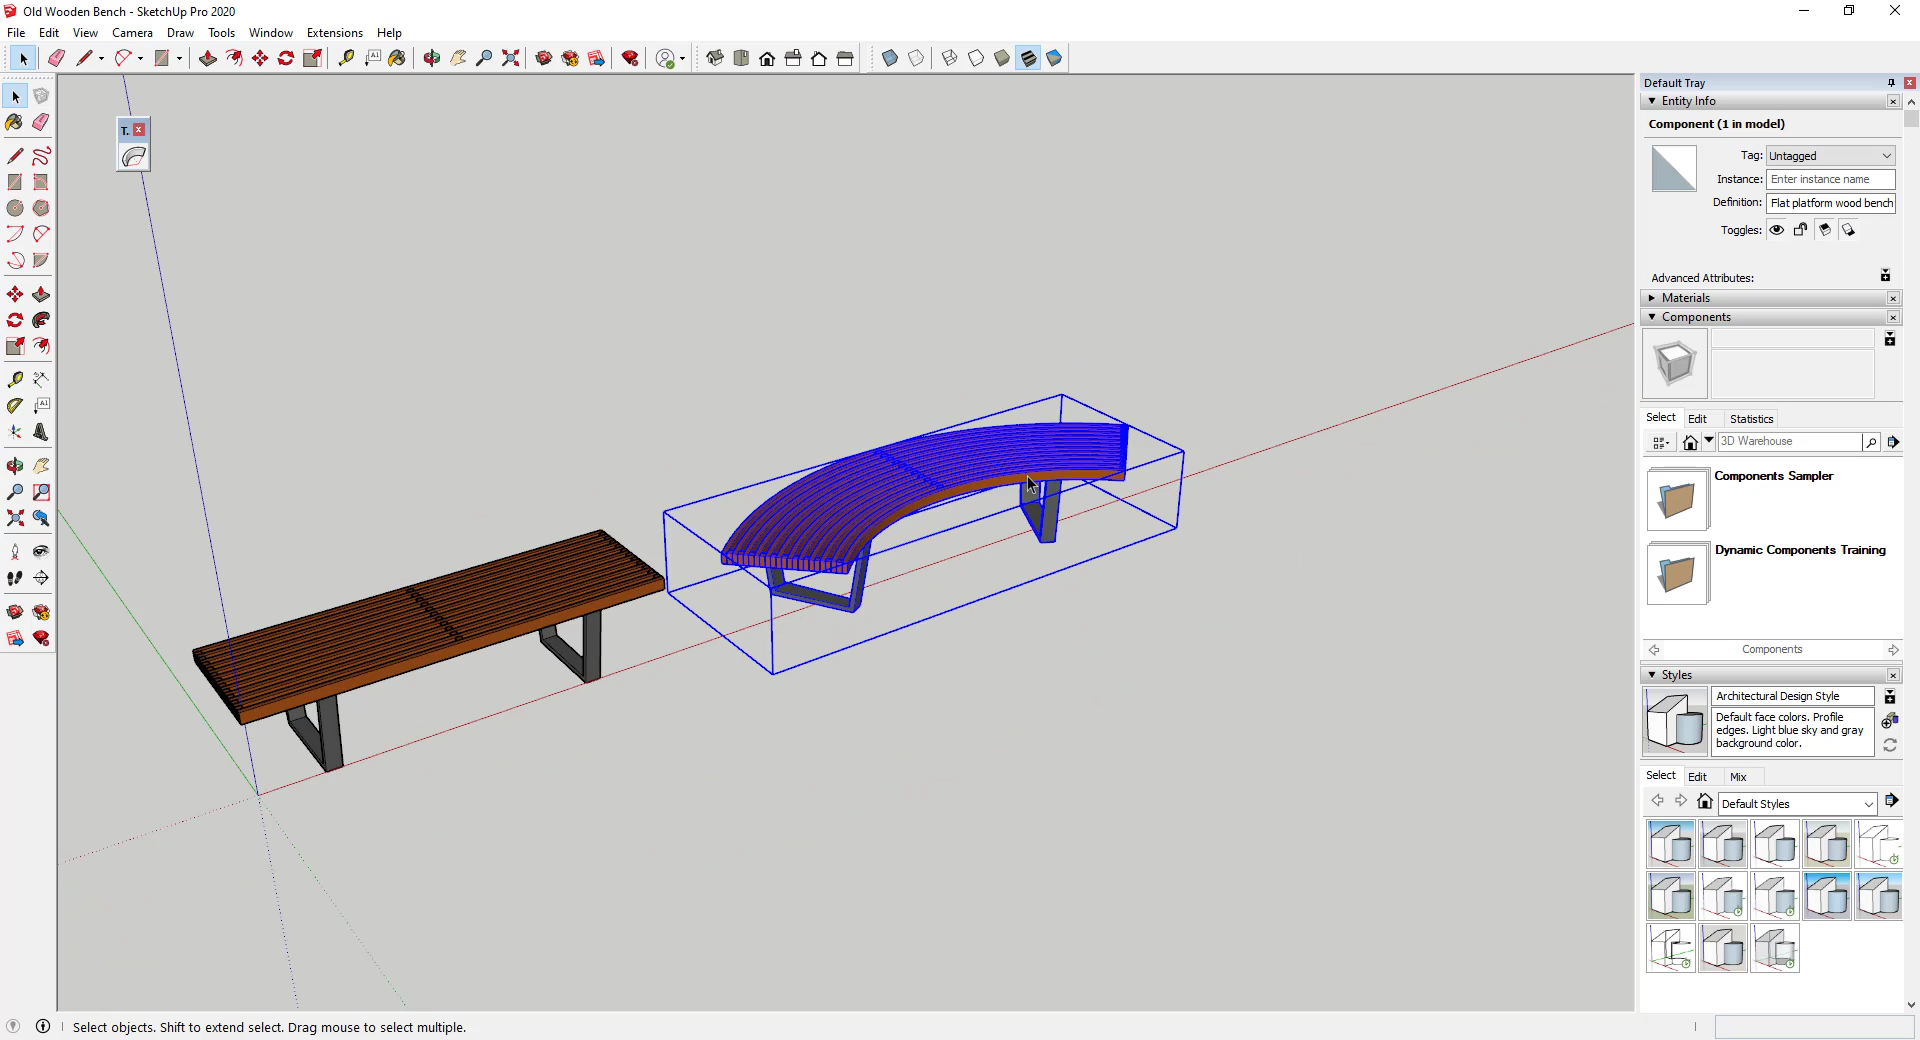 Old Wooden Bench - SketchUp Pro 2020
File Edit View Camera Draw Tools Window Extensions Help
Default Tray
Entity Info
Component (1 in model)
Tag: Untagged
Instance: Enter instance name
Definition: Flat platform wood bench
Toggles:
Advanced Attributes:
Materials
Components
Select Edit Statistics
3D Warehouse
Components Sampler
Dynamic Components Training
Components
Styles
Architectural Design Style
Default face colors. Profile
edges. Light blue sky and gray
background color.
Select Edit Mix
Default Styles
T.
A1
A1
Select objects. Shift to extend select. Drag mouse to select multiple.